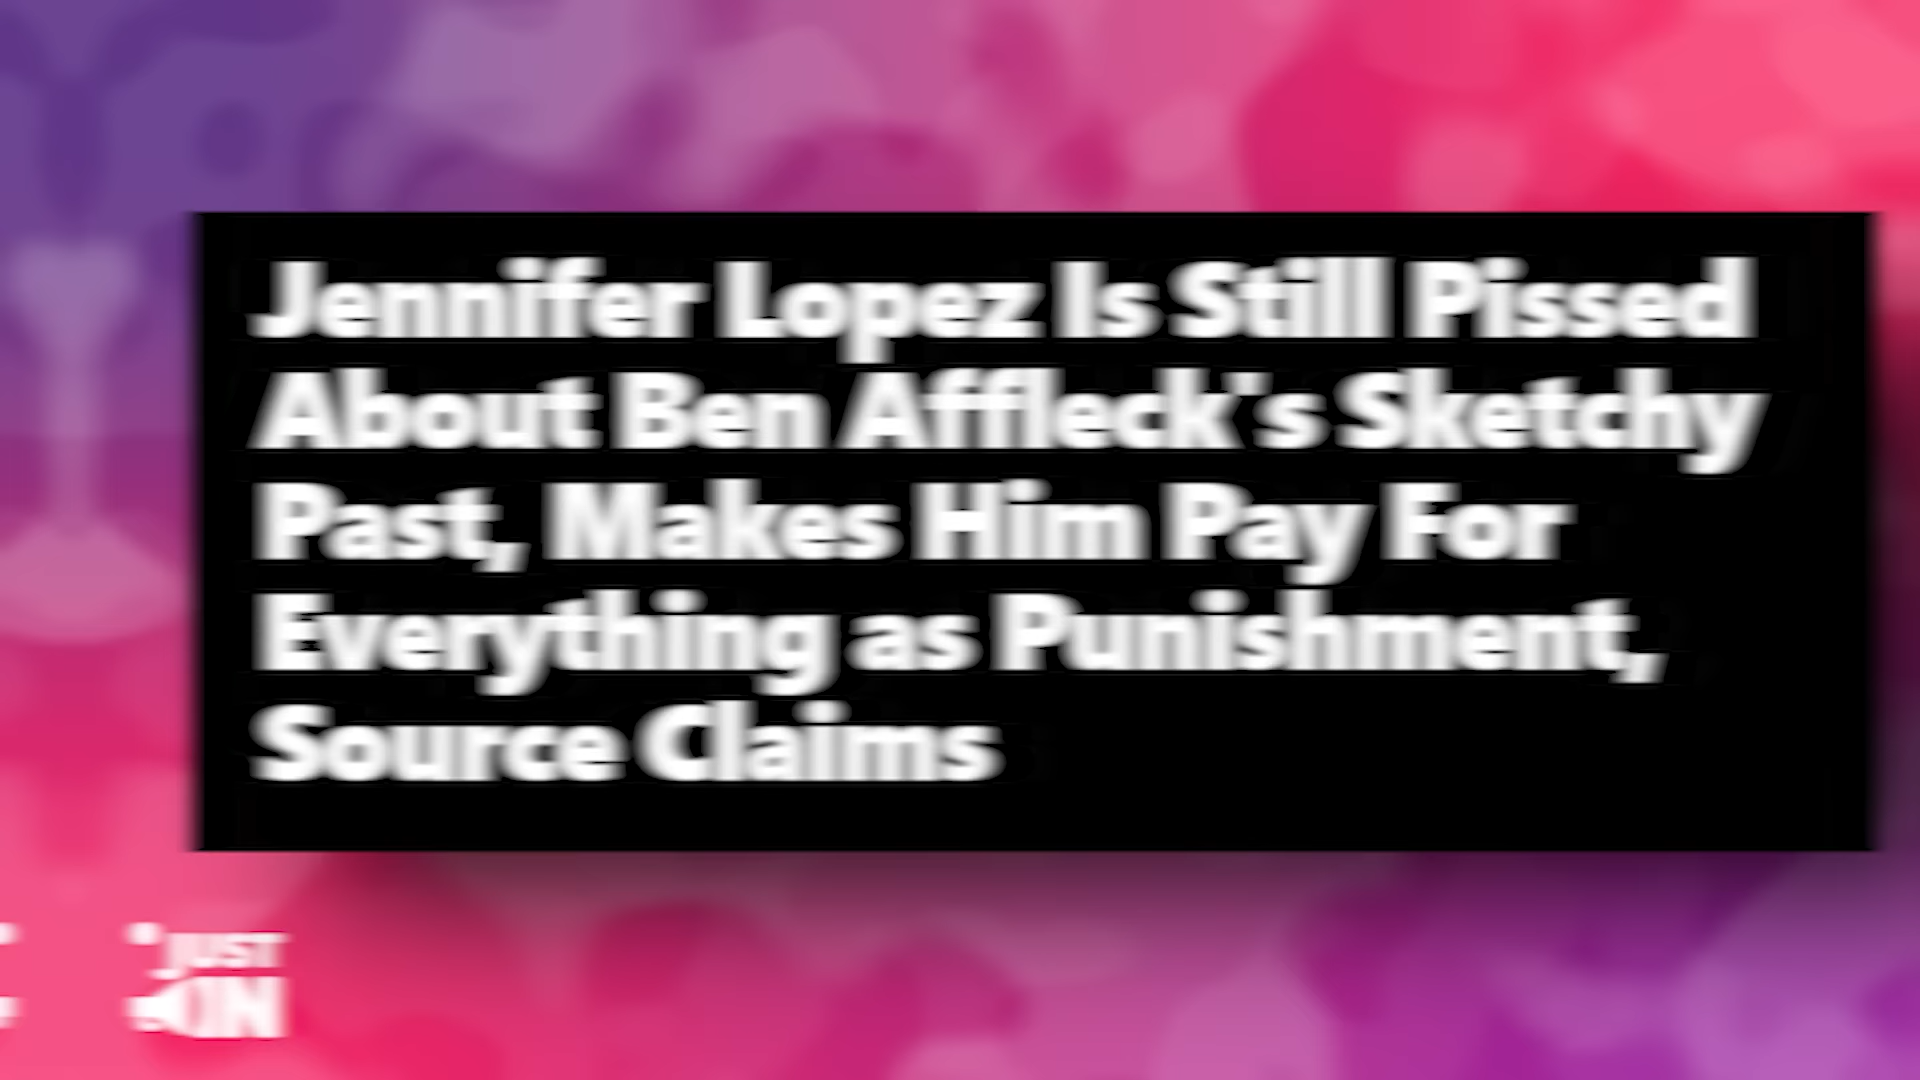 Jennifer Lopez Is Still Pissed
About Ben Affleck's Sketchy
Past, Makes Him Pay For
Everything as Punishment,
Source Claims
JUST
IN